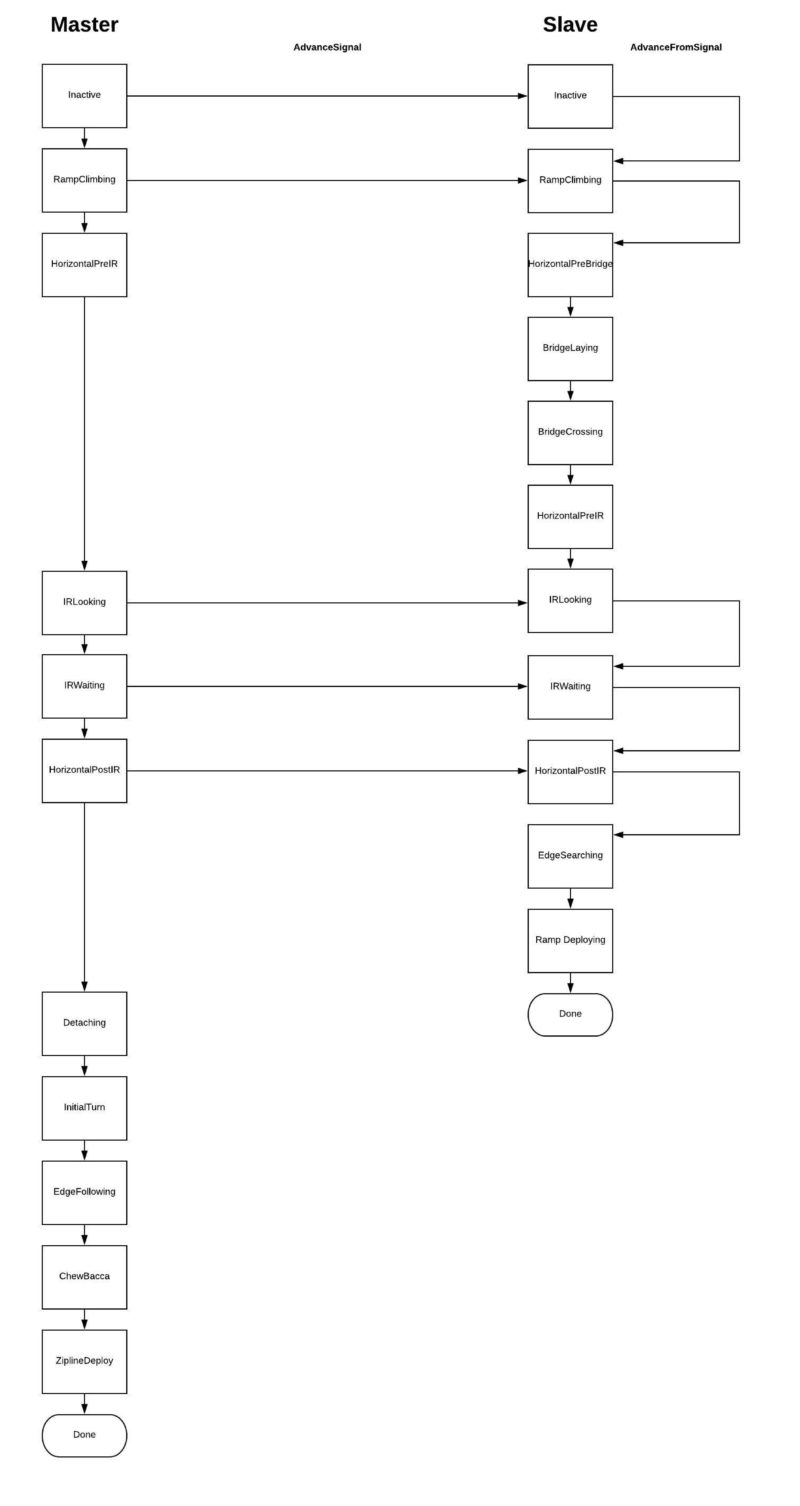 Master
Slave
AdvanceSignal
AdvanceFromSignal
Inactive
Inactive
RampClimbing
RampClimbing
HorizontalPreIR
HorizontalPreBridge
BridgeLaying
BridgeCrossing
HorizontalPreIR
IRLooking
IRLooking
IRWaiting
IRWaiting
HorizontalPostIR
HorizontalPostIR
EdgeSearching
Ramp Deploying
Detaching
Done
InitialTurn
EdgeFollowing
ChewBacca
ZiplineDeploy
Done